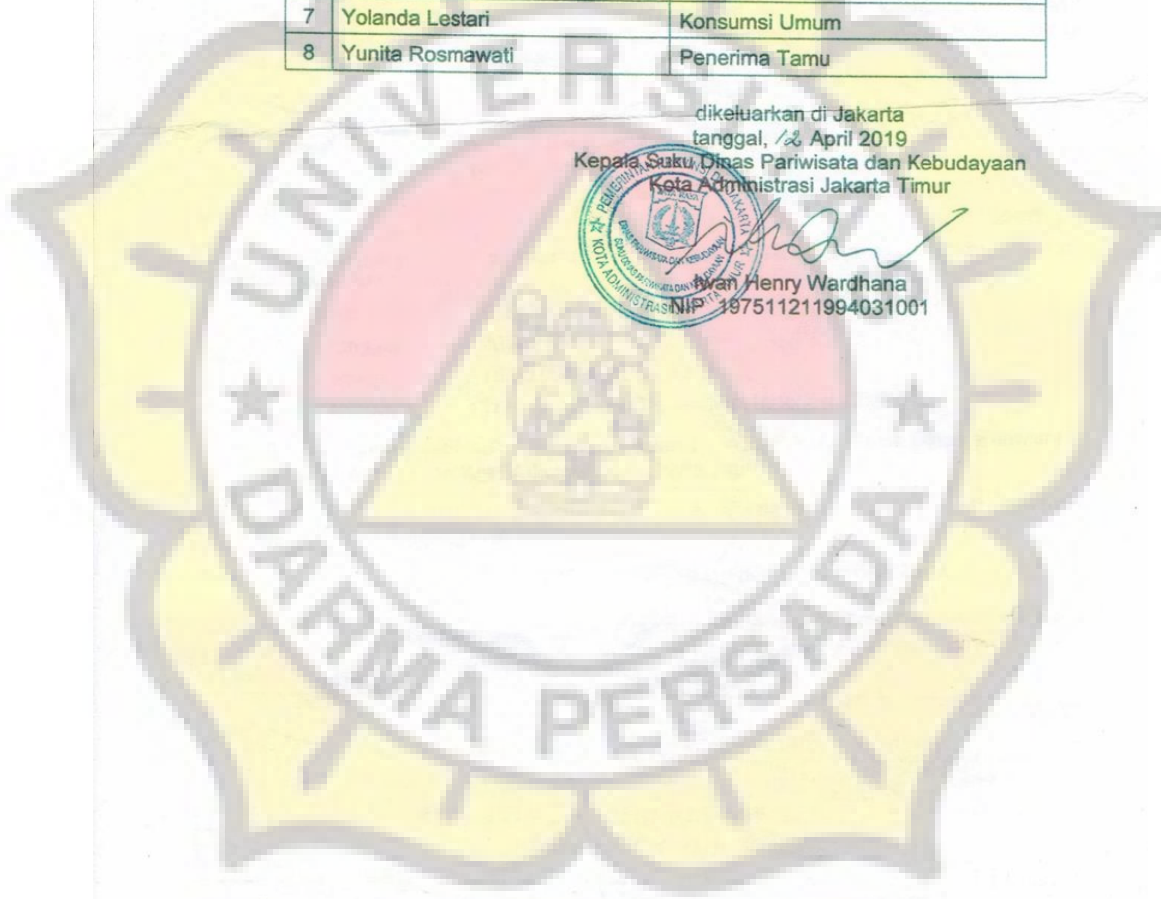 7 Yolanda Lestari Konsumsi Umum
8 Yunita Rosmawati Penerima Tamu
dikeluarkan di Jakarta
tanggal, 12 April 2019
Kepala Suku Dinas Pariwisata dan Kebudayaan
Kota Administrasi Jakarta Timur
Iwan Henry Wardhana
NIP 197511211994031001
UNIVERSITAS
DARMA PERSADA